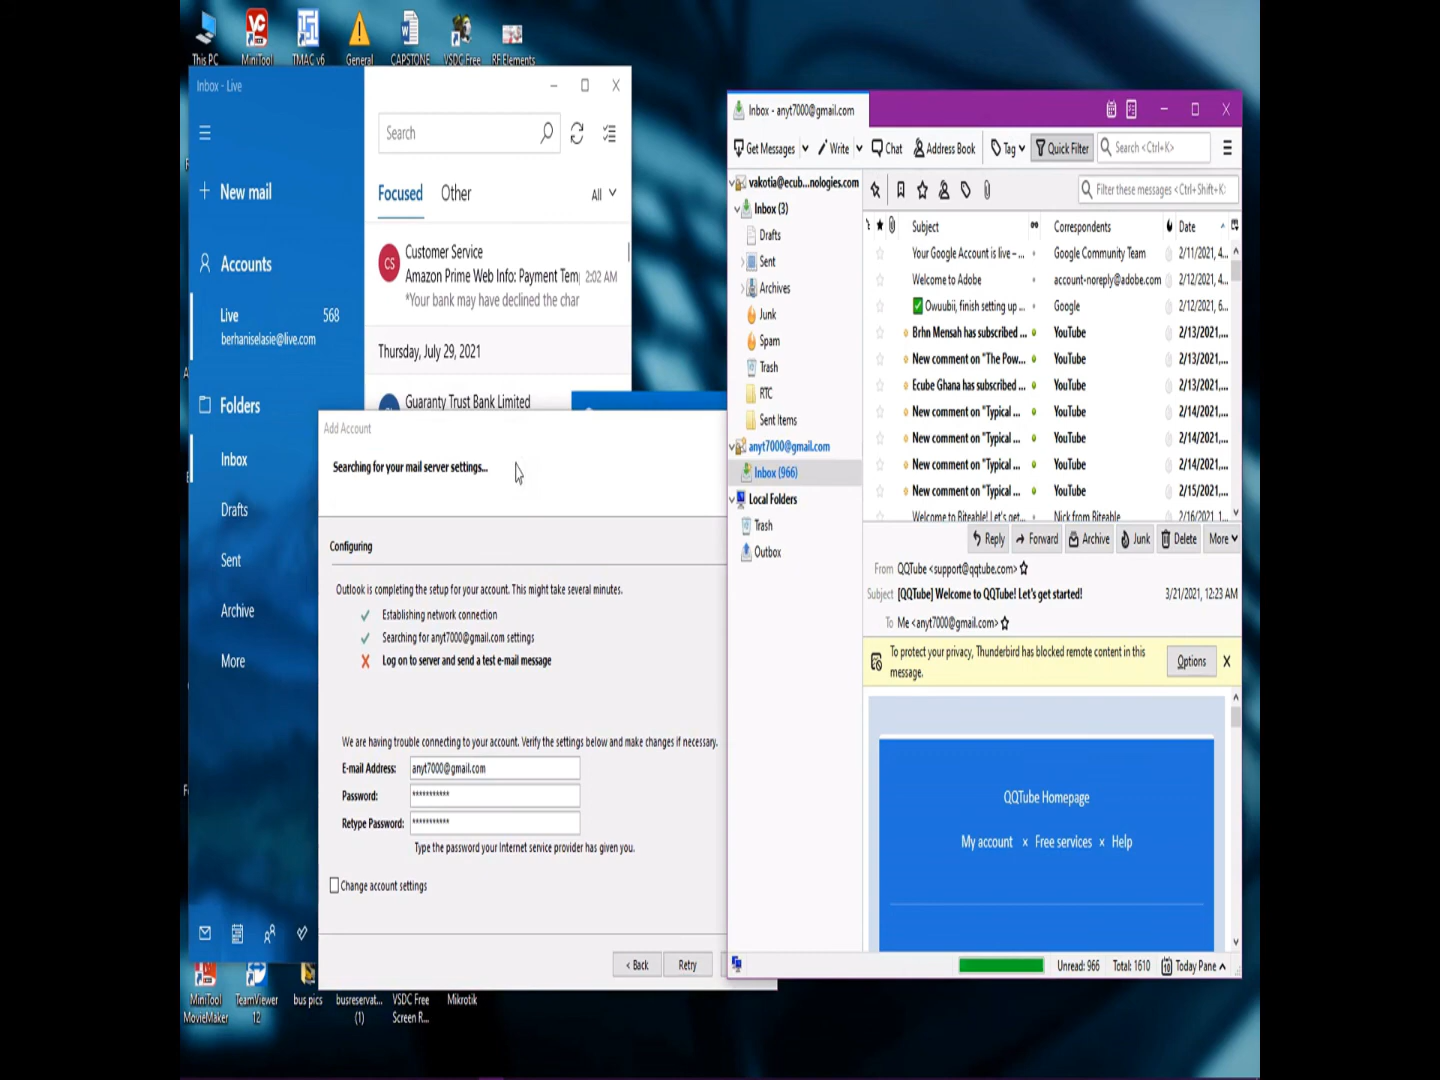 This PC
MiniTool
TMAC v6
General
CAPSTONE
VSDC Free
RF Elements
Inbox - Live
New mail
Accounts
Live 568
berhaniselasie@live.com
Folders
Inbox
Drafts
Sent
Archive
More
Search
Focused Other All
CS
Customer Service
Amazon Prime Web Info: Payment Tem 2:02 AM
*Your bank may have declined the char
Thursday, July 29, 2021
Guaranty Trust Bank Limited
Add Account
Searching for your mail server settings...
Configuring
Outlook is completing the setup for your account. This might take several minutes.
Establishing network connection
Searching for anyt7000@gmail.com settings
Log on to server and send a test e-mail message
We are having trouble connecting to your account. Verify the settings below and make changes if necessary.
E-mail Address: anyt7000@gmail.com
Password: **********
Retype Password: **********
Type the password your Internet service provider has given you.
Change account settings
< Back Retry
MiniTool MovieMaker
TeamViewer 12
bus pics
busreservat... (1)
VSDC Free Screen R...
Mikrotik
Inbox - anyt7000@gmail.com
Get Messages Write Chat Address Book Tag Quick Filter Search <Ctrl+K>
Filter these messages <Ctrl+Shift+K>
vakotia@ecub...nologies.com
Inbox (3)
Drafts
Sent
Archives
Junk
Spam
Trash
RTC
Sent Items
anyt7000@gmail.com
Inbox (966)
Local Folders
Trash
Outbox
Subject Correspondents Date
Your Google Account is live – ... Google Community Team 2/11/2021, 4...
Welcome to Adobe account-noreply@adobe.com 2/12/2021, 4...
✅ Owuubii, finish setting up ... Google 2/12/2021, 6...
Brhn Mensah has subscribed ... YouTube 2/13/2021,...
New comment on "The Pow... YouTube 2/13/2021,...
Ecube Ghana has subscribed ... YouTube 2/13/2021,...
New comment on "Typical ... YouTube 2/14/2021,...
New comment on "Typical ... YouTube 2/14/2021,...
New comment on "Typical ... YouTube 2/14/2021,...
New comment on "Typical ... YouTube 2/15/2021,...
Welcome to Biteable! Let's get... Nick from Biteable 2/16/2021, 1...
Reply Forward Archive Junk Delete More
From QQTube <support@qqtube.com>
Subject [QQTube] Welcome to QQTube! Let's get started! 3/21/2021, 12:23 AM
To Me <anyt7000@gmail.com>
To protect your privacy, Thunderbird has blocked remote content in this
message.
Options
QQTube Homepage
My account × Free services × Help
Unread: 966 Total: 1610 Today Pane